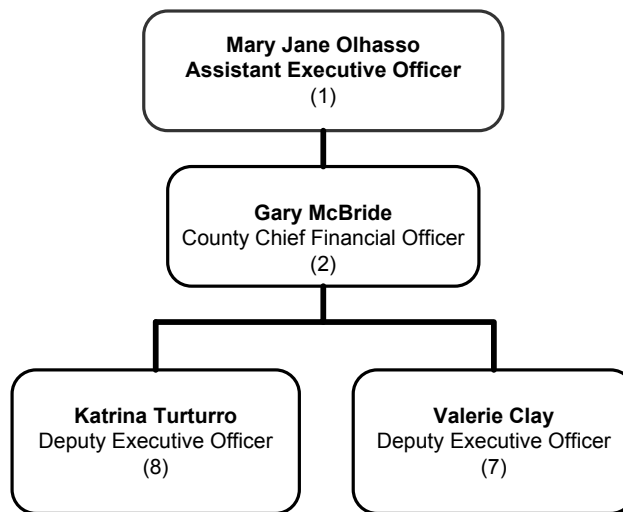 Mary Jane Olhasso
Assistant Executive Officer
(1)
Gary McBride
County Chief Financial Officer
(2)
Katrina Turturro
Deputy Executive Officer
(8)
Valerie Clay
Deputy Executive Officer
(7)